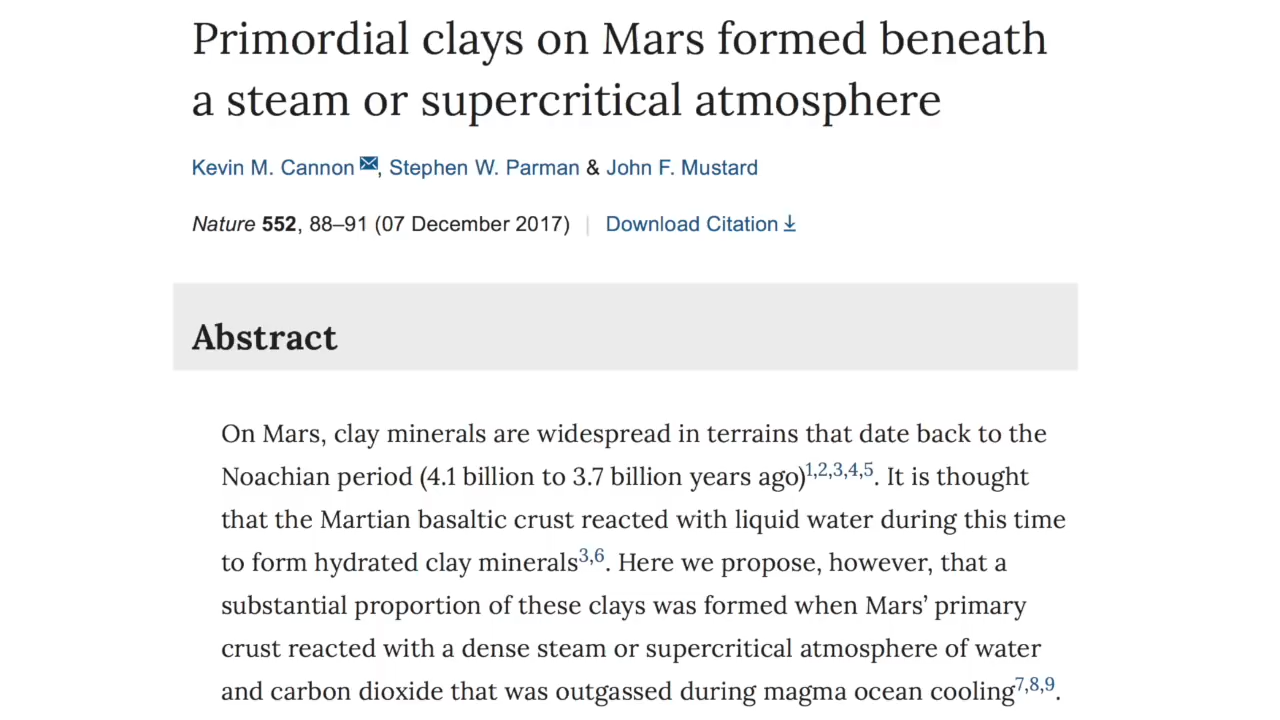 Primordial clays on Mars formed beneath
a steam or supercritical atmosphere
Kevin M. Cannon, Stephen W. Parman & John F. Mustard
Nature 552, 88–91 (07 December 2017) | Download Citation
Abstract
On Mars, clay minerals are widespread in terrains that date back to the
Noachian period (4.1 billion to 3.7 billion years ago)1,2,3,4,5. It is thought
that the Martian basaltic crust reacted with liquid water during this time
to form hydrated clay minerals3,6. Here we propose, however, that a
substantial proportion of these clays was formed when Mars’ primary
crust reacted with a dense steam or supercritical atmosphere of water
and carbon dioxide that was outgassed during magma ocean cooling7,8,9.